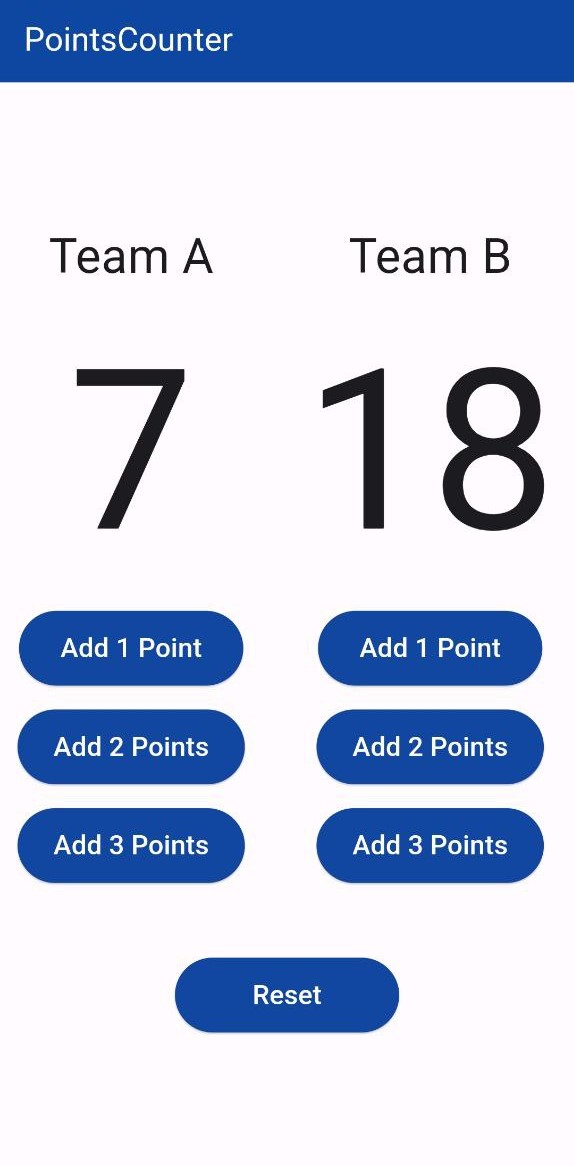 PointsCounter
Team A Team B
7 18
Add 1 Point Add 1 Point
Add 2 Points Add 2 Points
Add 3 Points Add 3 Points
Reset